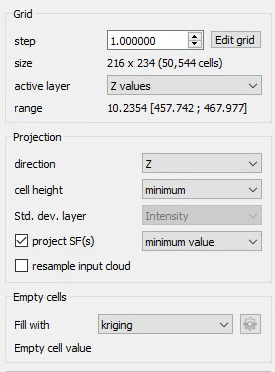 Grid
step 1.000000 Edit grid
size 216 x 234 (50,544 cells)
active layer Z values
range 10.2354 [457.742 ; 467.977]
Projection
direction Z
cell height minimum
Std. dev. layer Intensity
project SF(s) minimum value
resample input cloud
Empty cells
Fill with kriging
Empty cell value